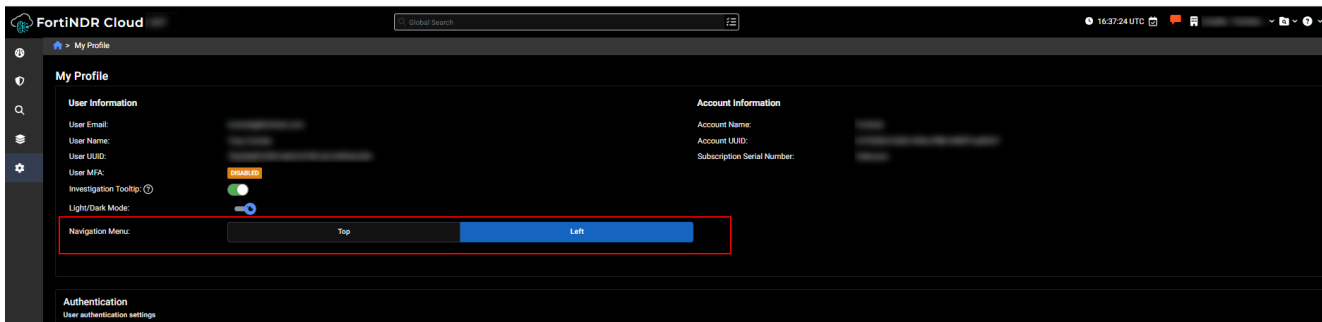 FortiNDR Cloud
Global Search
16:37:24 UTC
> My Profile
My Profile
User Information
User Email:
User Name:
User UUID:
User MFA: DISABLED
Investigation Tooltip: ?
Light/Dark Mode:
Navigation Menu: Top Left
Account Information
Account Name:
Account UUID:
Subscription Serial Number:
Authentication
User authentication settings